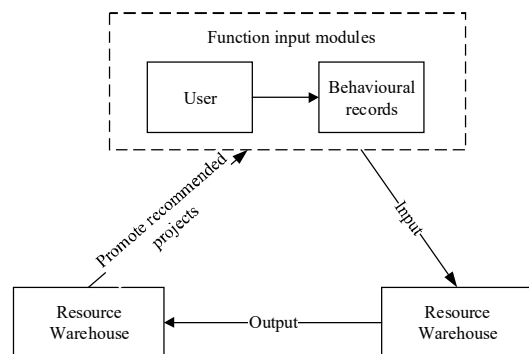 Function input modules
User
Behavioural
records
Promote recommended
projects
Input
Resource
Warehouse
Output
Resource
Warehouse